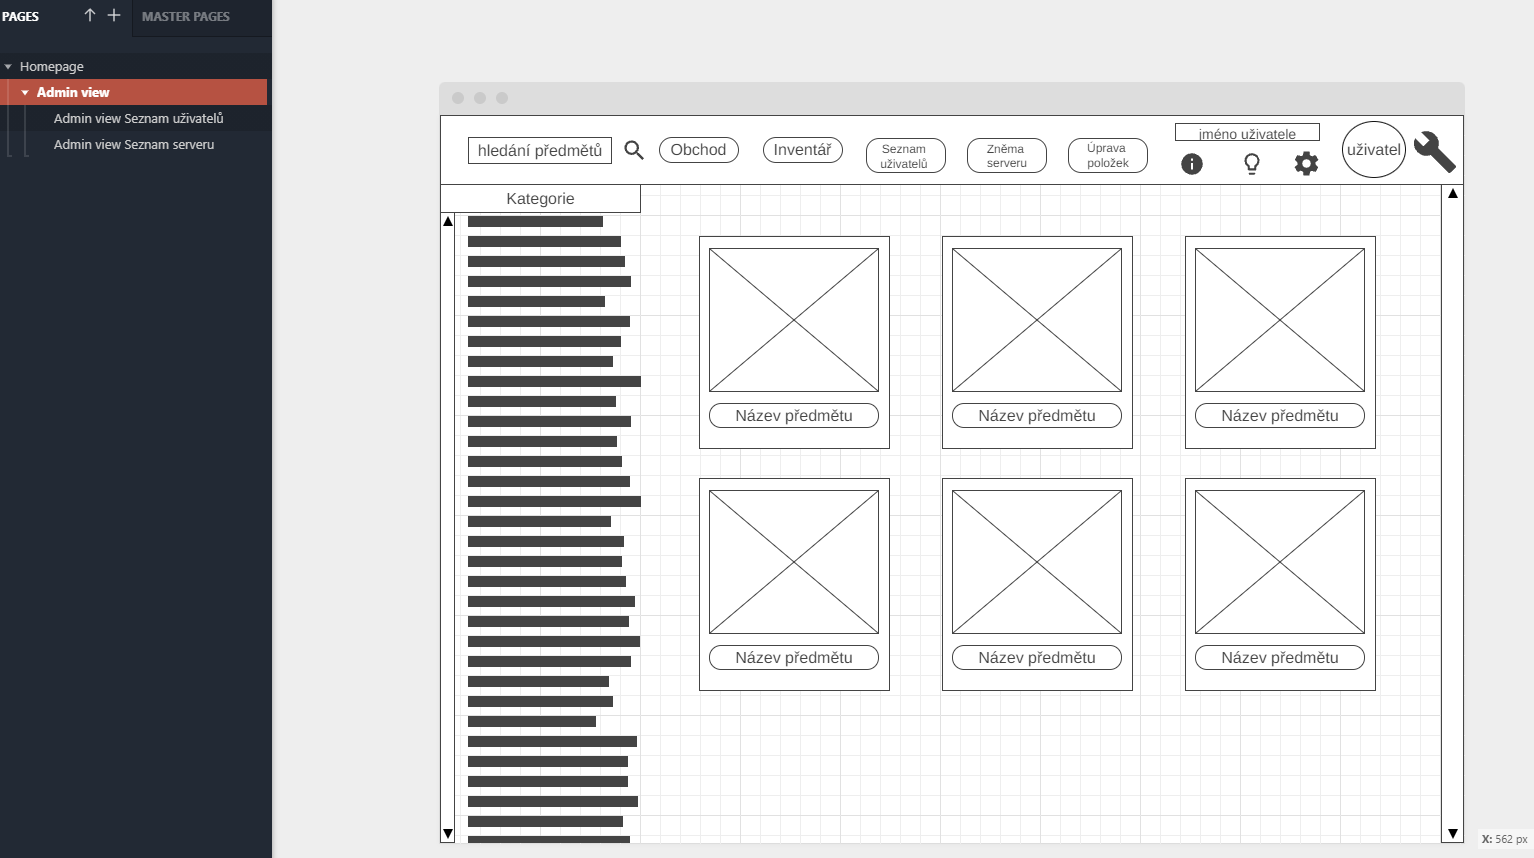 PAGES
MASTER PAGES
Homepage
Admin view
Admin view Seznam uživatelů
Admin view Seznam serveru
hledání předmětů
Obchod
Inventář
Seznam
uživatelů
Zněma
serveru
Úprava
položek
jméno uživatele
uživatel
Kategorie
Název předmětu
Název předmětu
Název předmětu
Název předmětu
Název předmětu
Název předmětu
X: 562 px